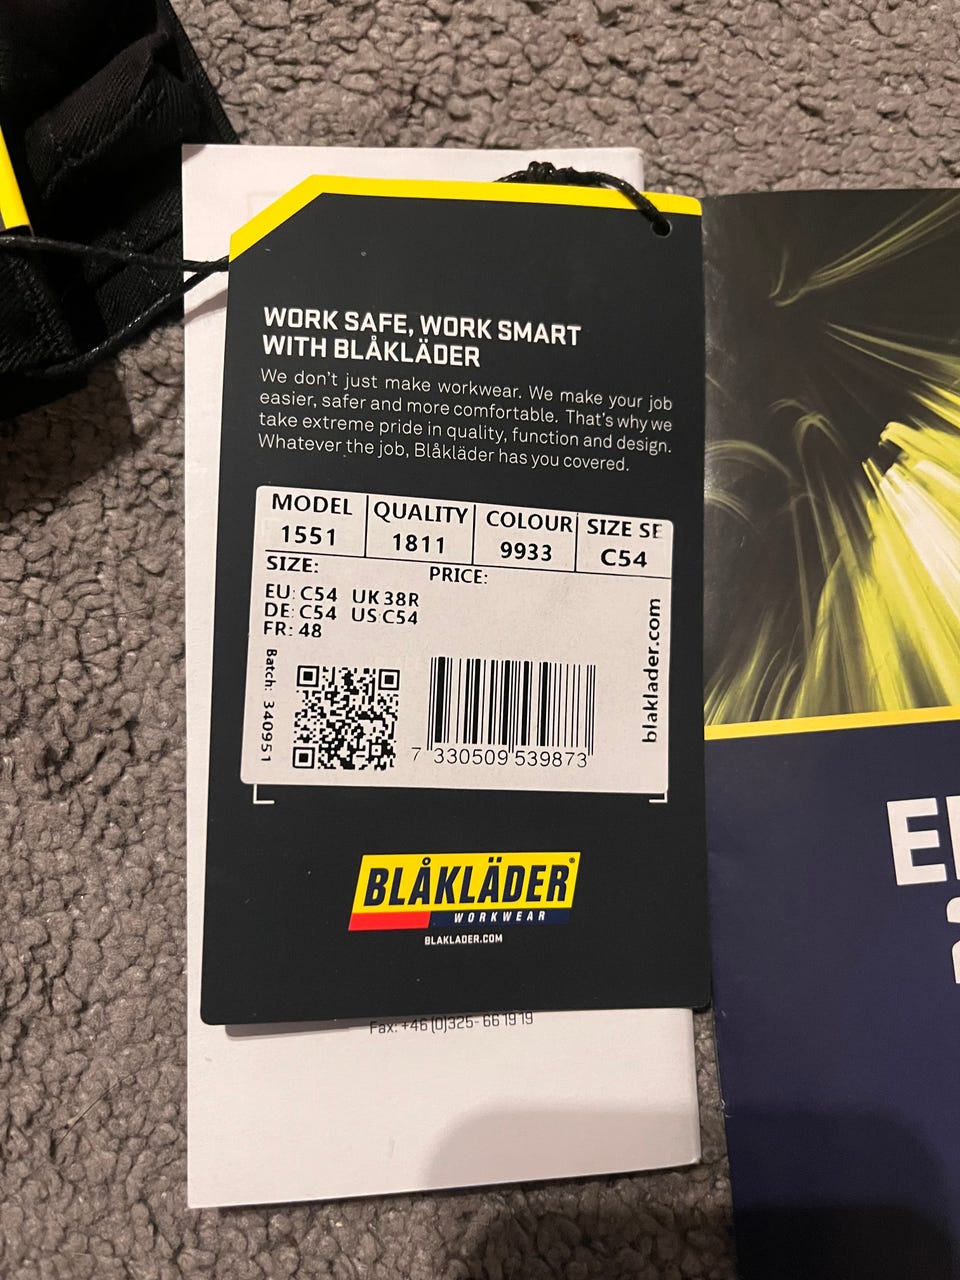 WORK SAFE, WORK SMART
WITH BLÅKLÄDER
We don't just make workwear. We make your job
easier, safer and more comfortable. That's why we
take extreme pride in quality, function and design.
Whatever the job, Blåkläder has you covered.
MODEL QUALITY COLOUR SIZE SE
1551 1811 9933 C54
SIZE: PRICE:
EU: C54 UK 38R
DE: C54 US C54
FR: 48
Batch: 340951
7 330509 539873
blaklader.com
BLÅKLÄDER®
WORKWEAR
BLAKLADER.COM
Fax: +46 (0)325- 66 19 19